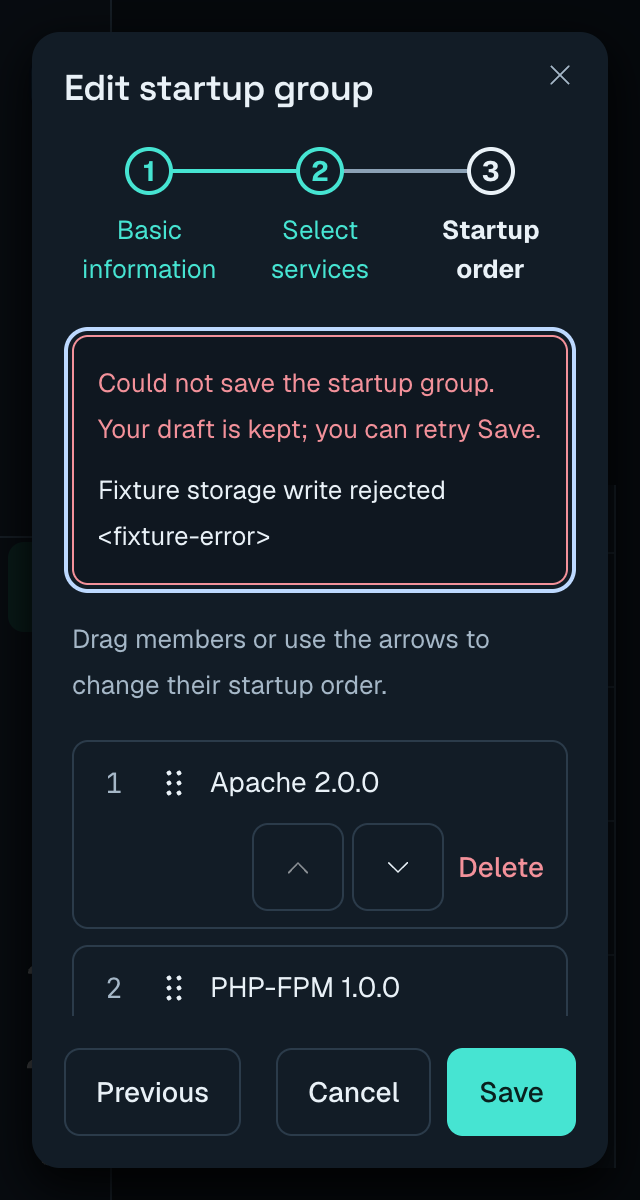 Edit startup group
1
2
3
Basic
information
Select
services
Startup
order
Could not save the startup group.
Your draft is kept; you can retry Save.
Fixture storage write rejected
<fixture-error>
Drag members or use the arrows to
change their startup order.
1 Apache 2.0.0
Delete
2 PHP-FPM 1.0.0
Previous
Cancel
Save